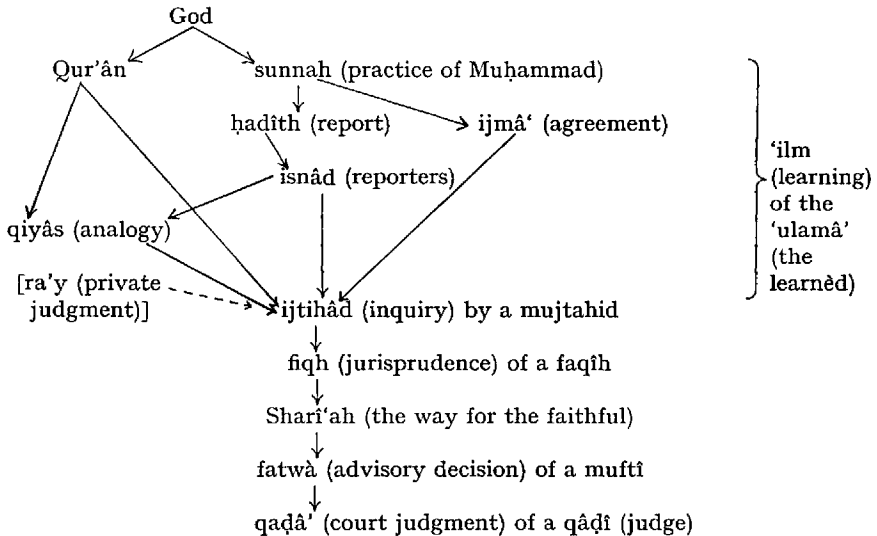 God
Qur’ân
sunnah (practice of Muḥammad)
ḥadîth (report)
ijmâ‘ (agreement)
isnâd (reporters)
qiyâs (analogy)
[ra’y (private
judgment)]
ijtihâd (inquiry) by a mujtahid
fiqh (jurisprudence) of a faqîh
Sharî‘ah (the way for the faithful)
fatwà (advisory decision) of a muftî
qaḍâ’ (court judgment) of a qâḍî (judge)
‘ilm
(learning)
of the
‘ulamâ’
(the
learnèd)